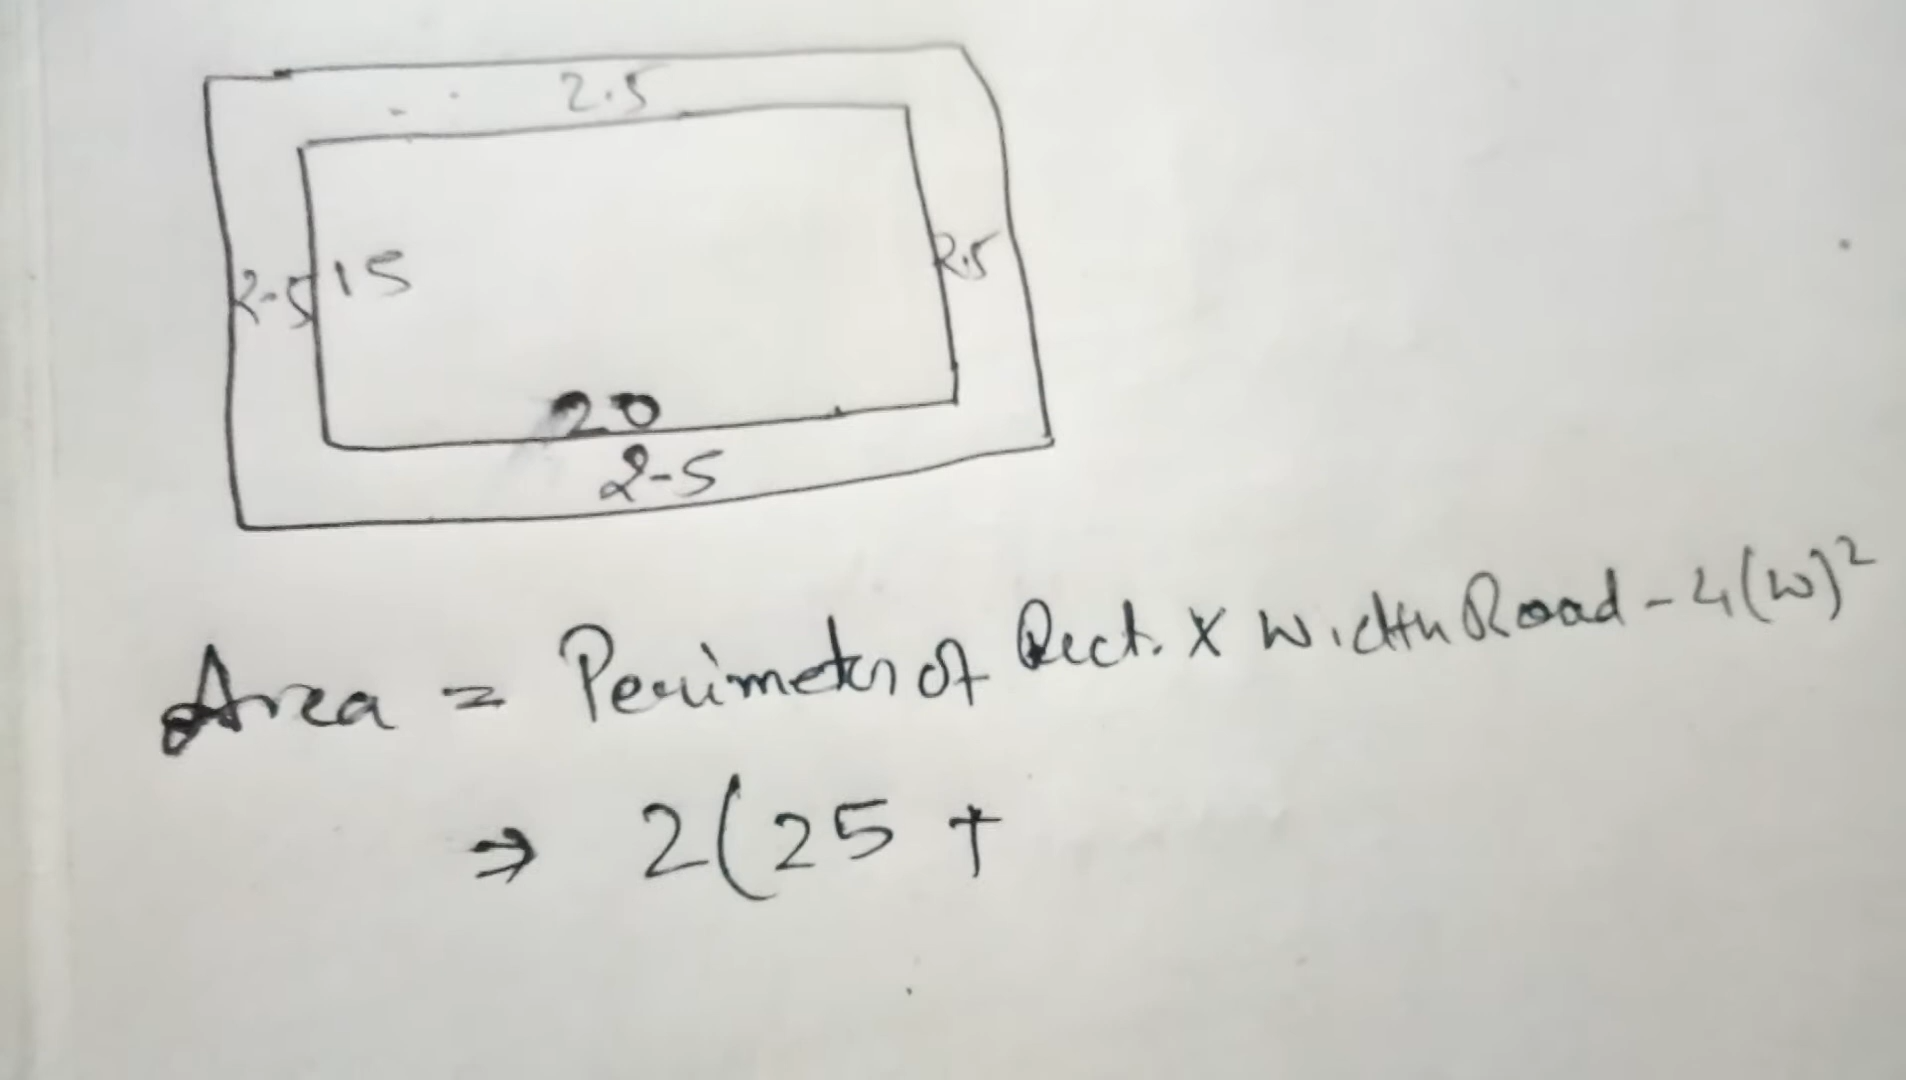 2.5
2-5 15 2.5
20
2-5
Area = Perimeter of Rect. x width Road - 4(w)²
⇒ 2(25 +